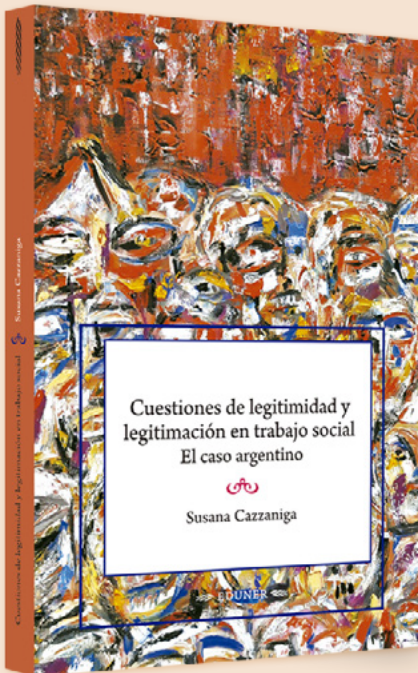 Cuestiones de legitimidad y
legitimación en trabajo social
El caso argentino
Susana Cazzaniga
EDUNER
Cuestiones de legitimidad y legitimación en trabajo social
Susana Cazzaniga